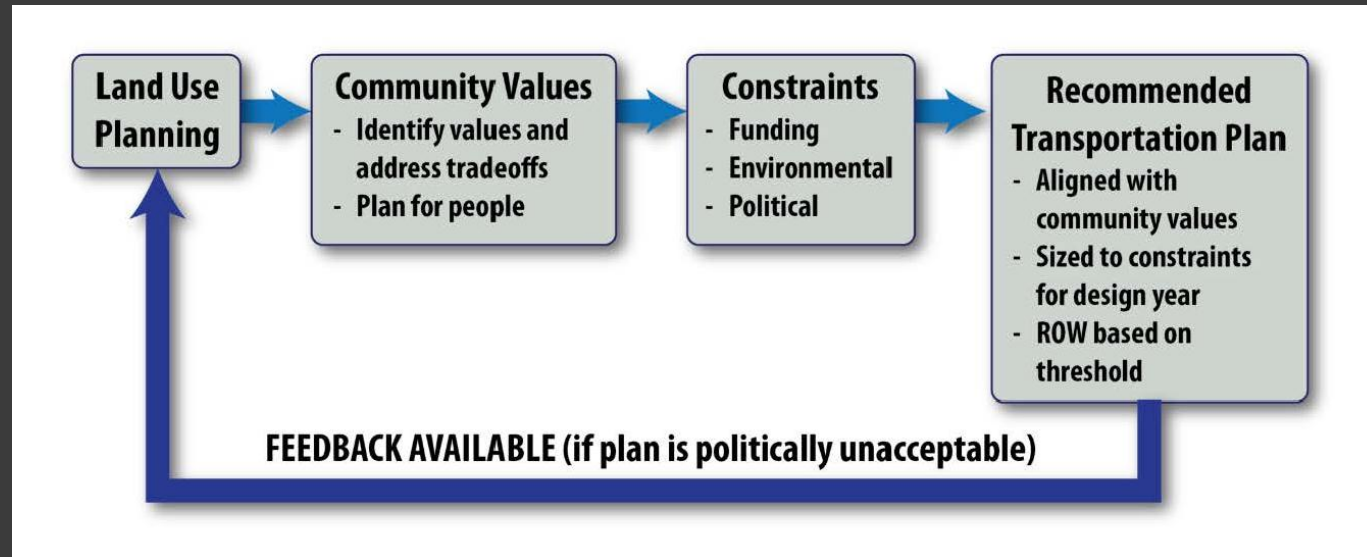 Land Use
Planning
Community Values
- Identify values and
address tradeoffs
- Plan for people
Constraints
- Funding
- Environmental
- Political
Recommended
Transportation Plan
- Aligned with
community values
- Sized to constraints
for design year
- ROW based on
threshold
FEEDBACK AVAILABLE (if plan is politically unacceptable)